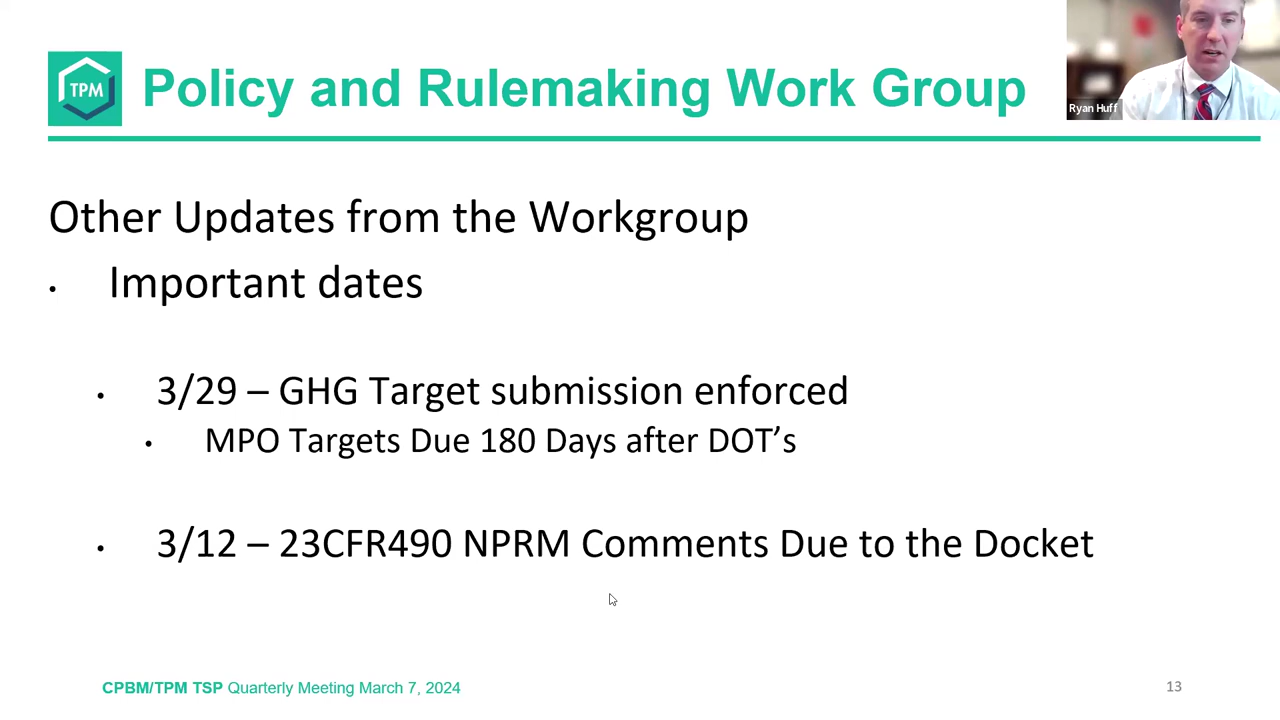 TPM
Policy and Rulemaking Work Group
Ryan Huff
Other Updates from the Workgroup
• Important dates
• 3/29 – GHG Target submission enforced
• MPO Targets Due 180 Days after DOT’s
• 3/12 – 23CFR490 NPRM Comments Due to the Docket
CPBM/TPM TSP Quarterly Meeting March 7, 2024
13